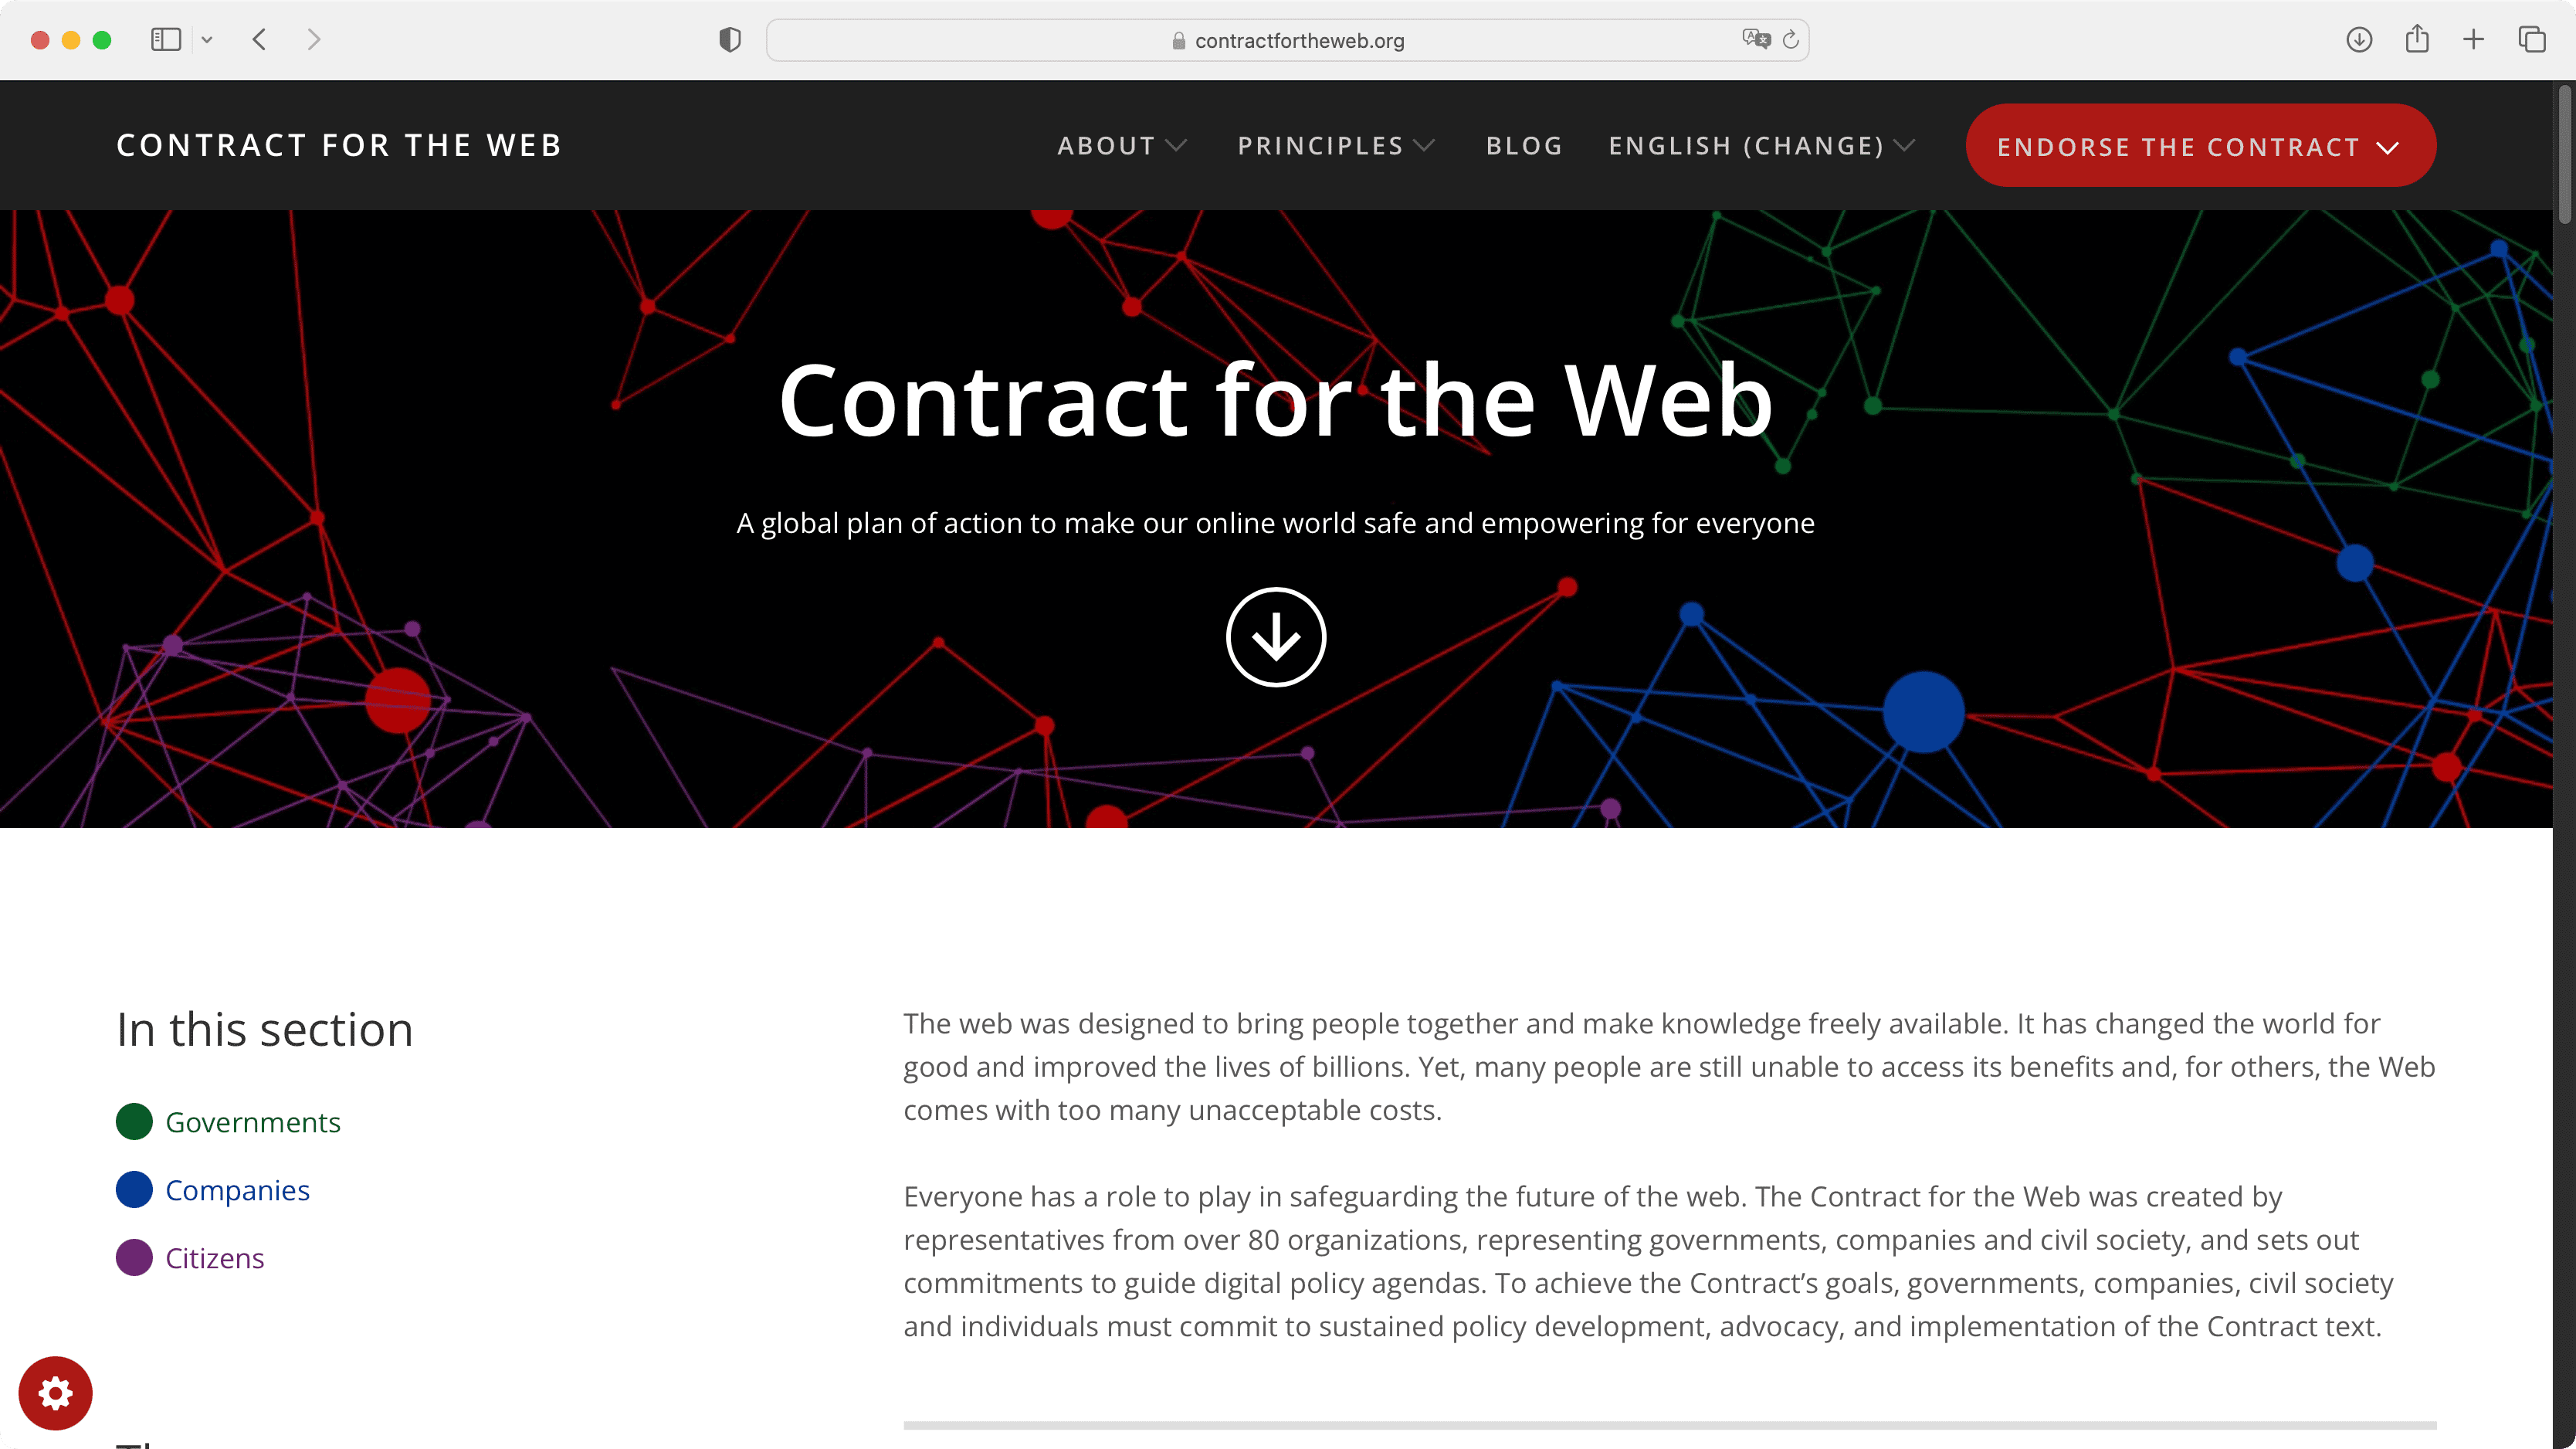 contractfortheweb.org
CONTRACT FOR THE WEB
ABOUT
PRINCIPLES
BLOG
ENGLISH (CHANGE)
ENDORSE THE CONTRACT
Contract for the Web
A global plan of action to make our online world safe and empowering for everyone
In this section
Governments
Companies
Citizens
The web was designed to bring people together and make knowledge freely available. It has changed the world for
good and improved the lives of billions. Yet, many people are still unable to access its benefits and, for others, the Web
comes with too many unacceptable costs.
Everyone has a role to play in safeguarding the future of the web. The Contract for the Web was created by
representatives from over 80 organizations, representing governments, companies and civil society, and sets out
commitments to guide digital policy agendas. To achieve the Contract’s goals, governments, companies, civil society
and individuals must commit to sustained policy development, advocacy, and implementation of the Contract text.